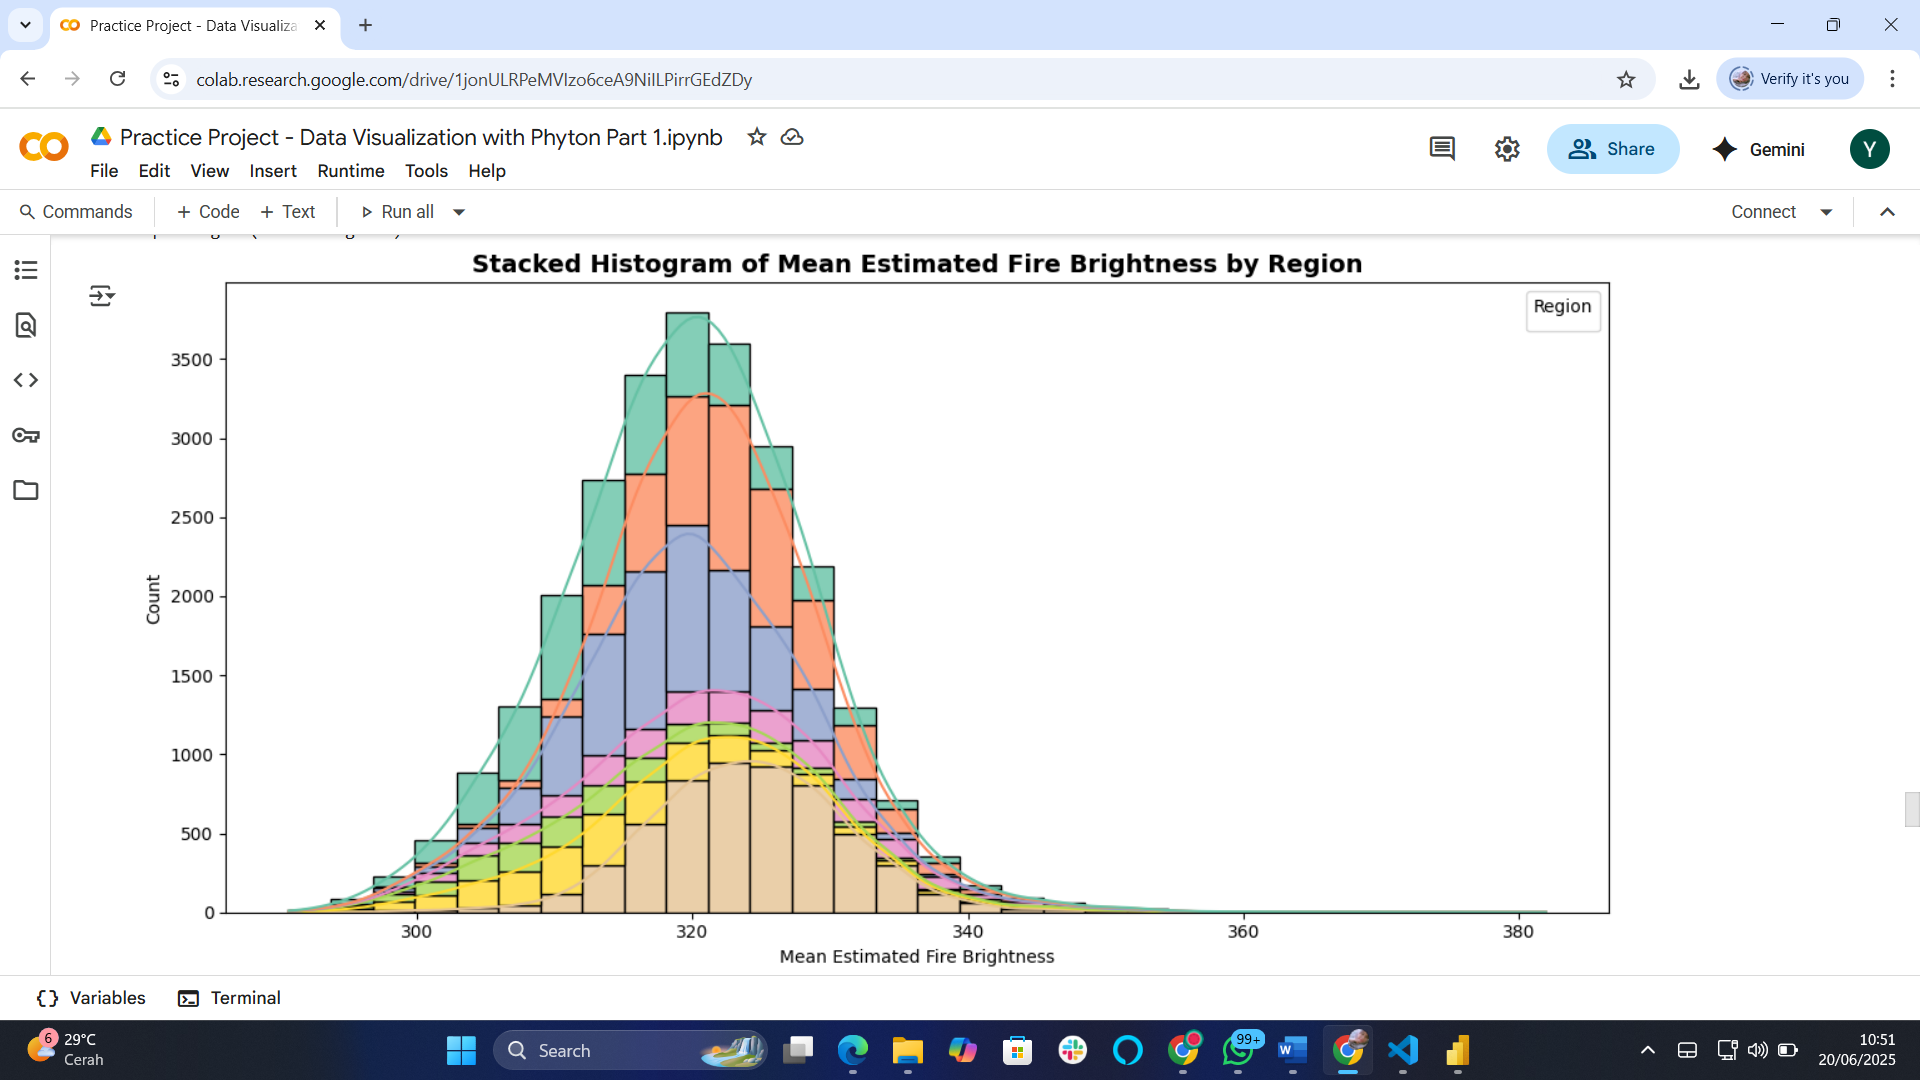 Practice Project - Data Visualiza
colab.research.google.com/drive/1jonULRPeMVIzo6ceA9NiILPirrGEdZDy
Verify it's you
Practice Project - Data Visualization with Phyton Part 1.ipynb
Share
Gemini
Y
File Edit View Insert Runtime Tools Help
Commands + Code + Text Run all
Connect
Stacked Histogram of Mean Estimated Fire Brightness by Region
Region
3500
3000
2500
2000
1500
1000
500
0
Count
300 320 340 360 380
Mean Estimated Fire Brightness
Variables
Terminal
6
29°C
Cerah
Search
99+
10:51
20/06/2025